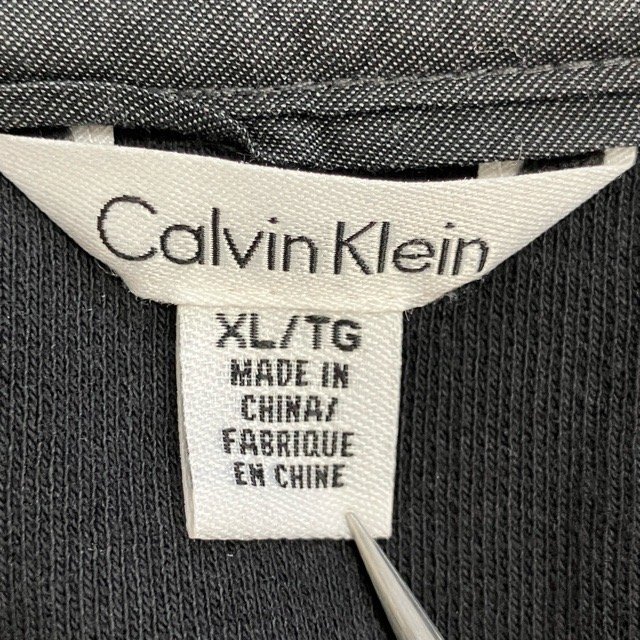 Calvin Klein
XL/TG
MADE IN
CHINA/
FABRIQUE
EN CHINE